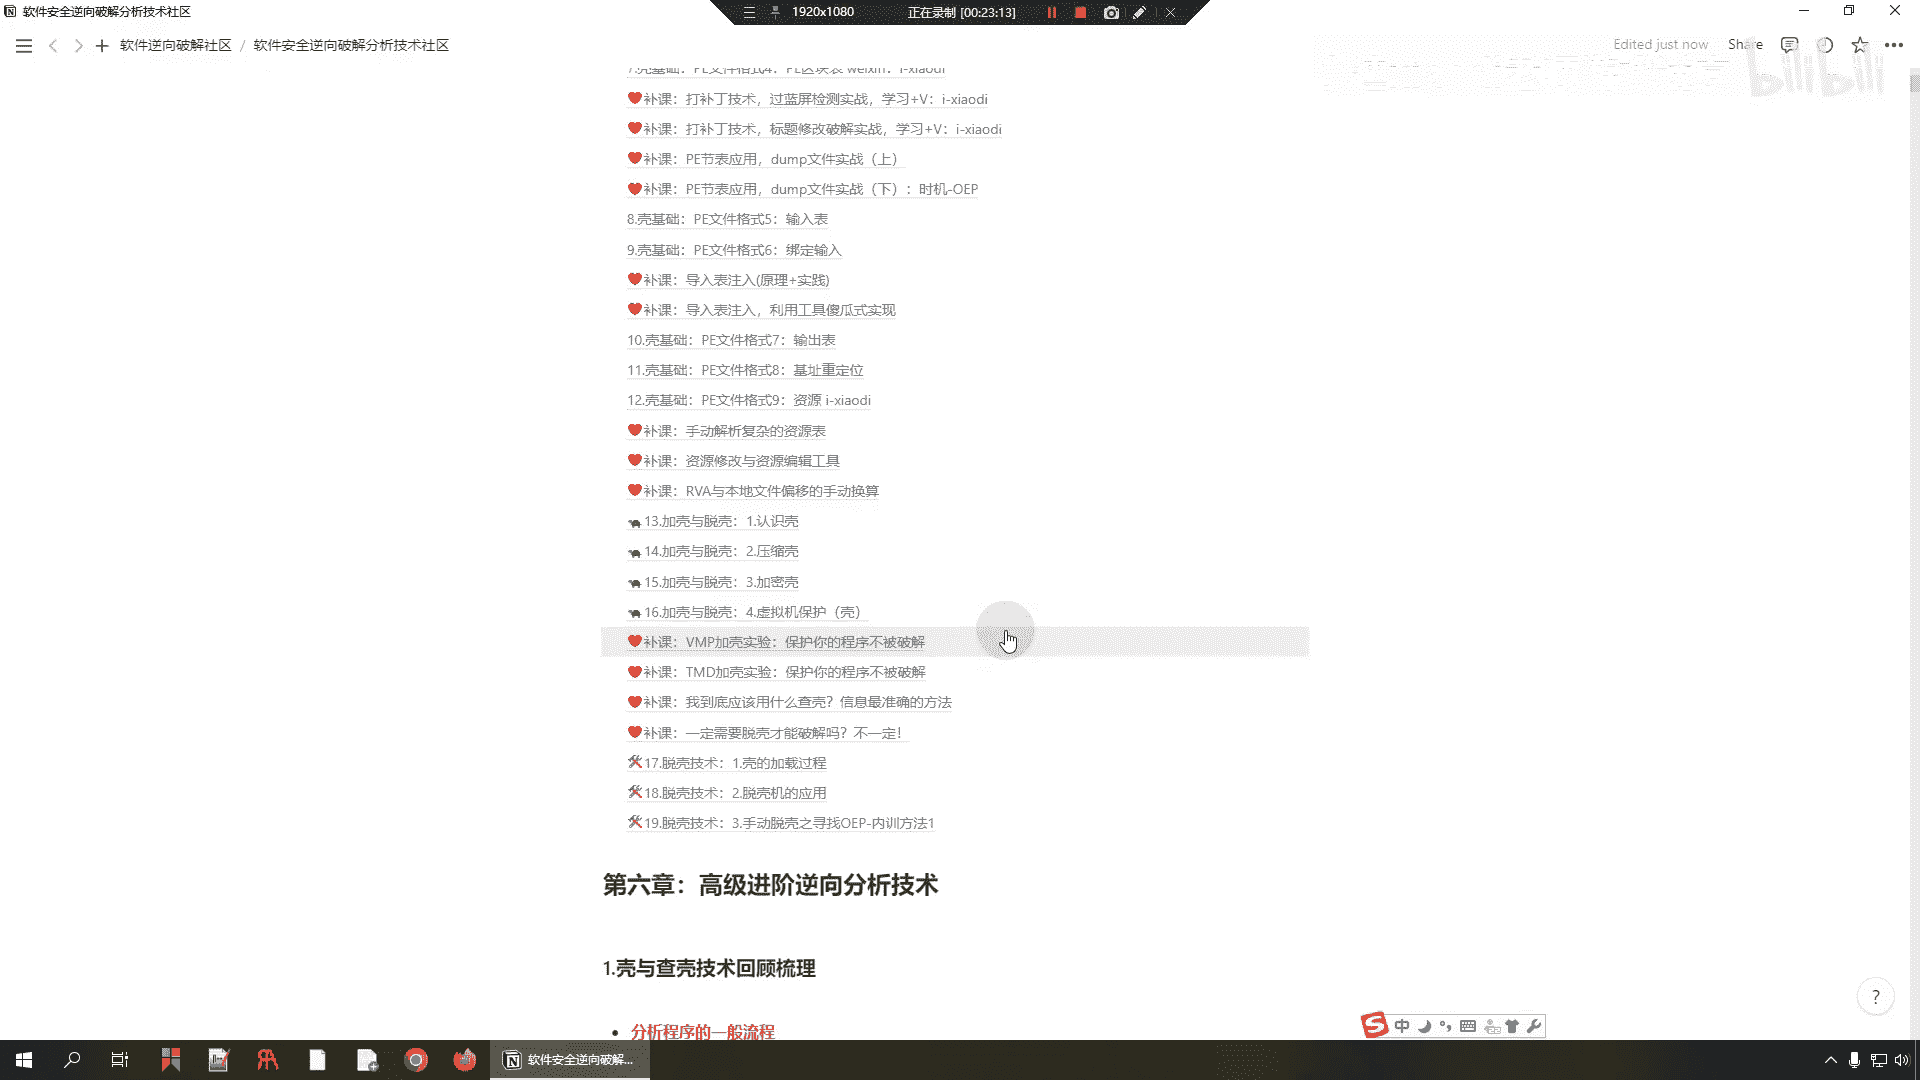 软件安全逆向破解分析技术社区
1920x1080
正在录制 [00:23:13]
软件逆向破解社区 / 软件安全逆向破解分析技术社区
Edited just now
Share
bilibili
7.壳基础：PE文件格式4：PE区块表 weixin：i-xiaodi
❤️补课：打补丁技术，过蓝屏检测实战，学习+V：i-xiaodi
❤️补课：打补丁技术，标题修改破解实战，学习+V：i-xiaodi
❤️补课：PE节表应用，dump文件实战（上）
❤️补课：PE节表应用，dump文件实战（下）：时机-OEP
8.壳基础：PE文件格式5：输入表
9.壳基础：PE文件格式6：绑定输入
❤️补课：导入表注入(原理+实践)
❤️补课：导入表注入，利用工具傻瓜式实现
10.壳基础：PE文件格式7：输出表
11.壳基础：PE文件格式8：基址重定位
12.壳基础：PE文件格式9：资源 i-xiaodi
❤️补课：手动解析复杂的资源表
❤️补课：资源修改与资源编辑工具
❤️补课：RVA与本地文件偏移的手动换算
🐢13.加壳与脱壳：1.认识壳
🐢14.加壳与脱壳：2.压缩壳
🐢15.加壳与脱壳：3.加密壳
🐢16.加壳与脱壳：4.虚拟机保护（壳）
❤️补课：VMP加壳实验：保护你的程序不被破解
❤️补课：TMD加壳实验：保护你的程序不被破解
❤️补课：我到底应该用什么查壳？信息最准确的方法
❤️补课：一定需要脱壳才能破解吗？不一定！
🛠17.脱壳技术：1.壳的加载过程
🛠18.脱壳技术：2.脱壳机的应用
🛠19.脱壳技术：3.手动脱壳之寻找OEP-内训方法1
第六章：高级进阶逆向分析技术
1.壳与查壳技术回顾梳理
• 分析程序的一般流程
?
中
软件安全逆向破解...